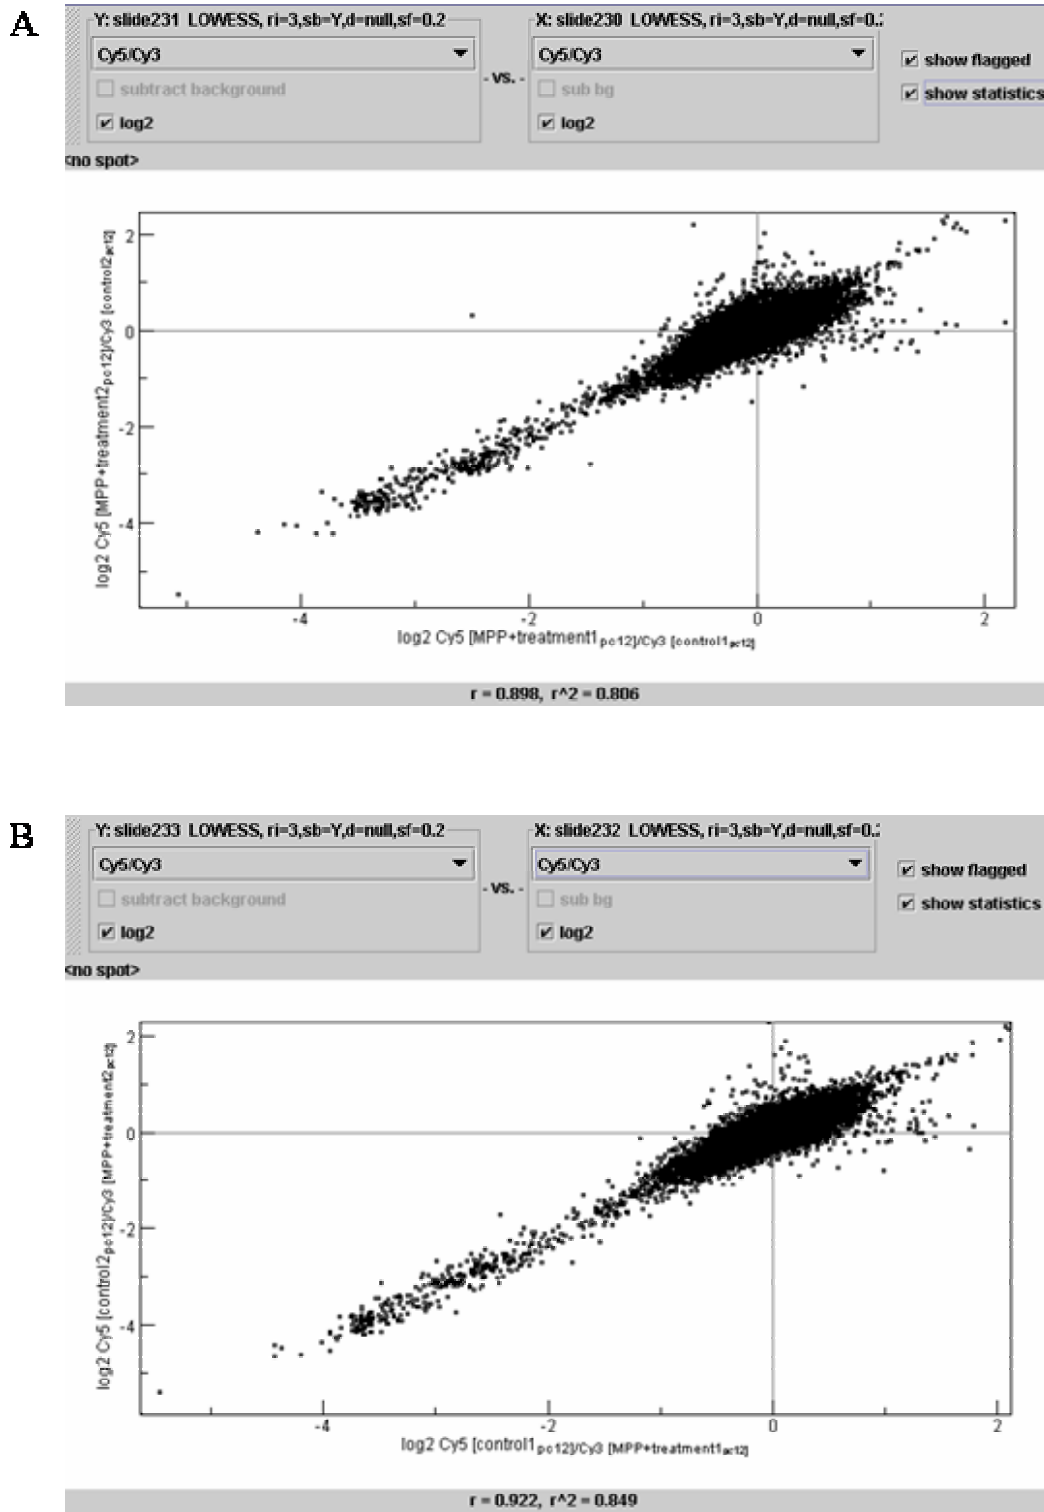 A
Y: slide231 LOWESS, ri=3,sb=Y,d=null,sf=0.2
X: slide230 LOWESS, ri=3,sb=Y,d=null,sf=0.2
Cy5/Cy3
- vs. -
Cy5/Cy3
show flagged
subtract background
sub bg
show statistics
log2
log2
<no spot>
log2 Cy5 [MPP+treatment2pc12]/Cy3 [control2pc12]
2
0
-2
-4
-4 -2 0 2
log2 Cy5 [MPP+treatment1pc12]/Cy3 [control1pc12]
r = 0.898, r^2 = 0.806
B
Y: slide233 LOWESS, ri=3,sb=Y,d=null,sf=0.2
X: slide232 LOWESS, ri=3,sb=Y,d=null,sf=0.2
Cy5/Cy3
- vs. -
Cy5/Cy3
show flagged
subtract background
sub bg
show statistics
log2
log2
<no spot>
log2 Cy5 [control2pc12]/Cy3 [MPP+treatment2pc12]
2
0
-2
-4
-4 -2 0 2
log2 Cy5 [control1pc12]/Cy3 [MPP+treatment1pc12]
r = 0.922, r^2 = 0.849